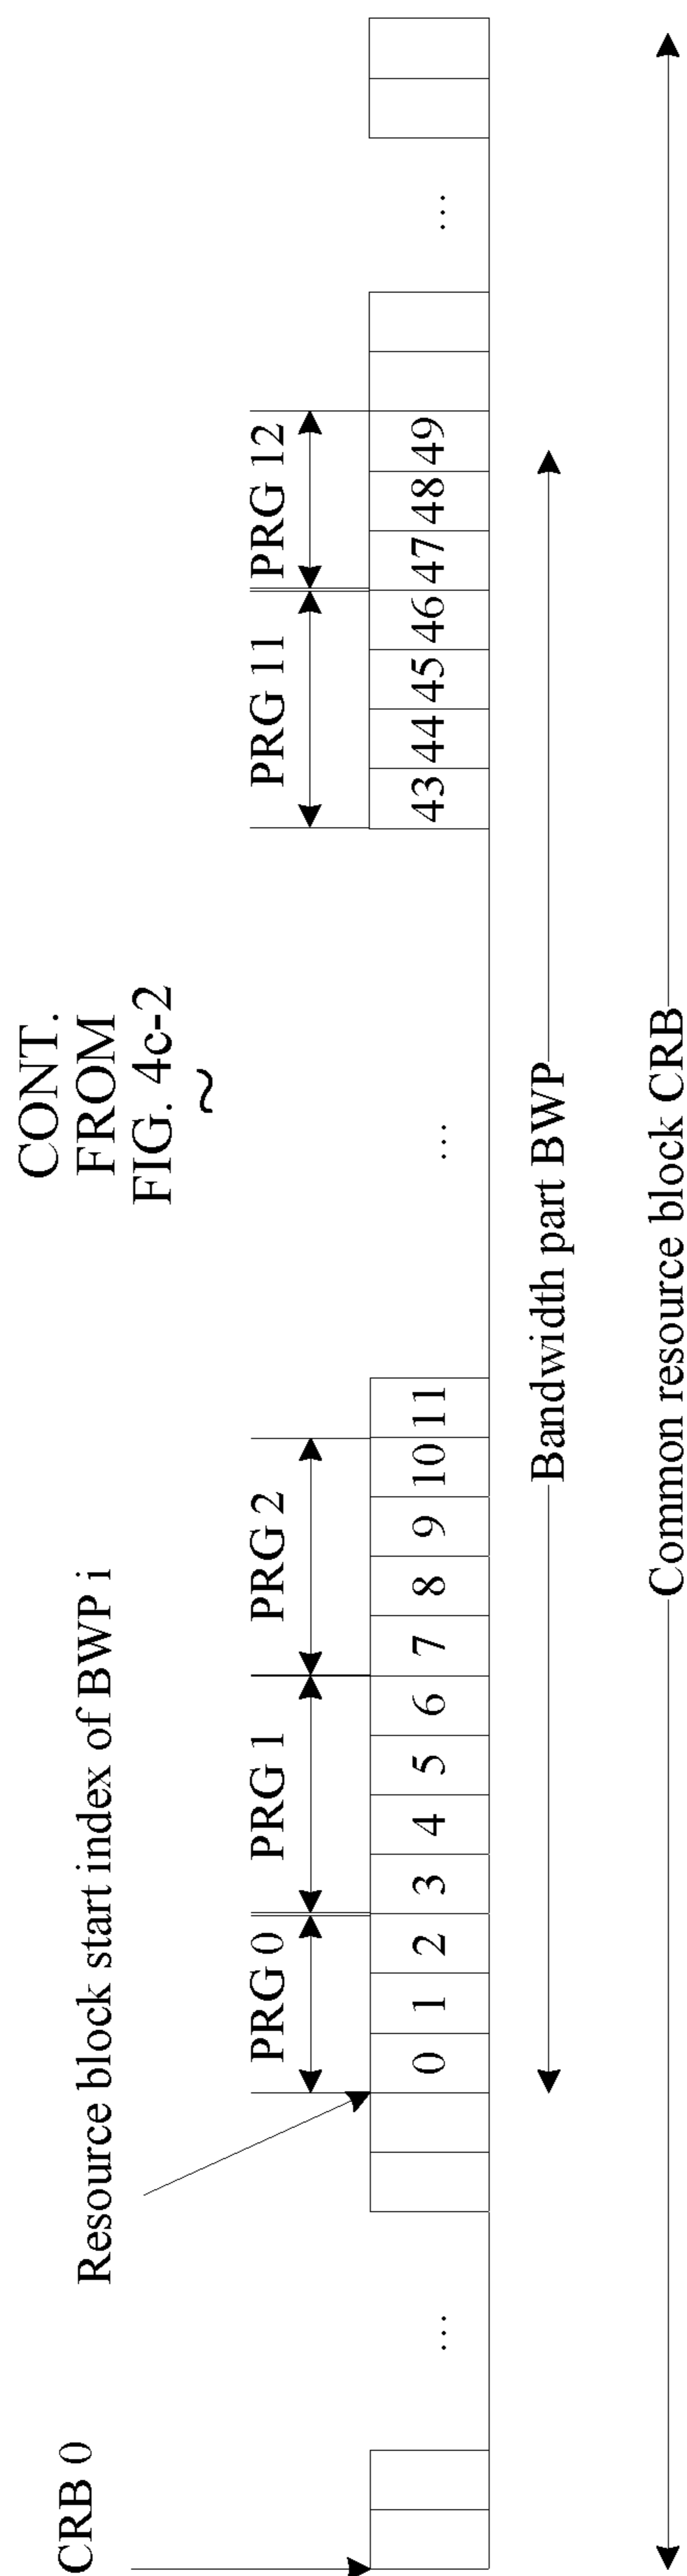 CONT.
FROM
FIG. 4c-2
~
CRB 0
Resource block start index of BWP i
PRG 0 PRG 1 PRG 2 PRG 11 PRG 12
... 0 1 2 3 4 5 6 7 8 9 10 11 ... 43 44 45 46 47 48 49 ...
Bandwidth part BWP
Common resource block CRB